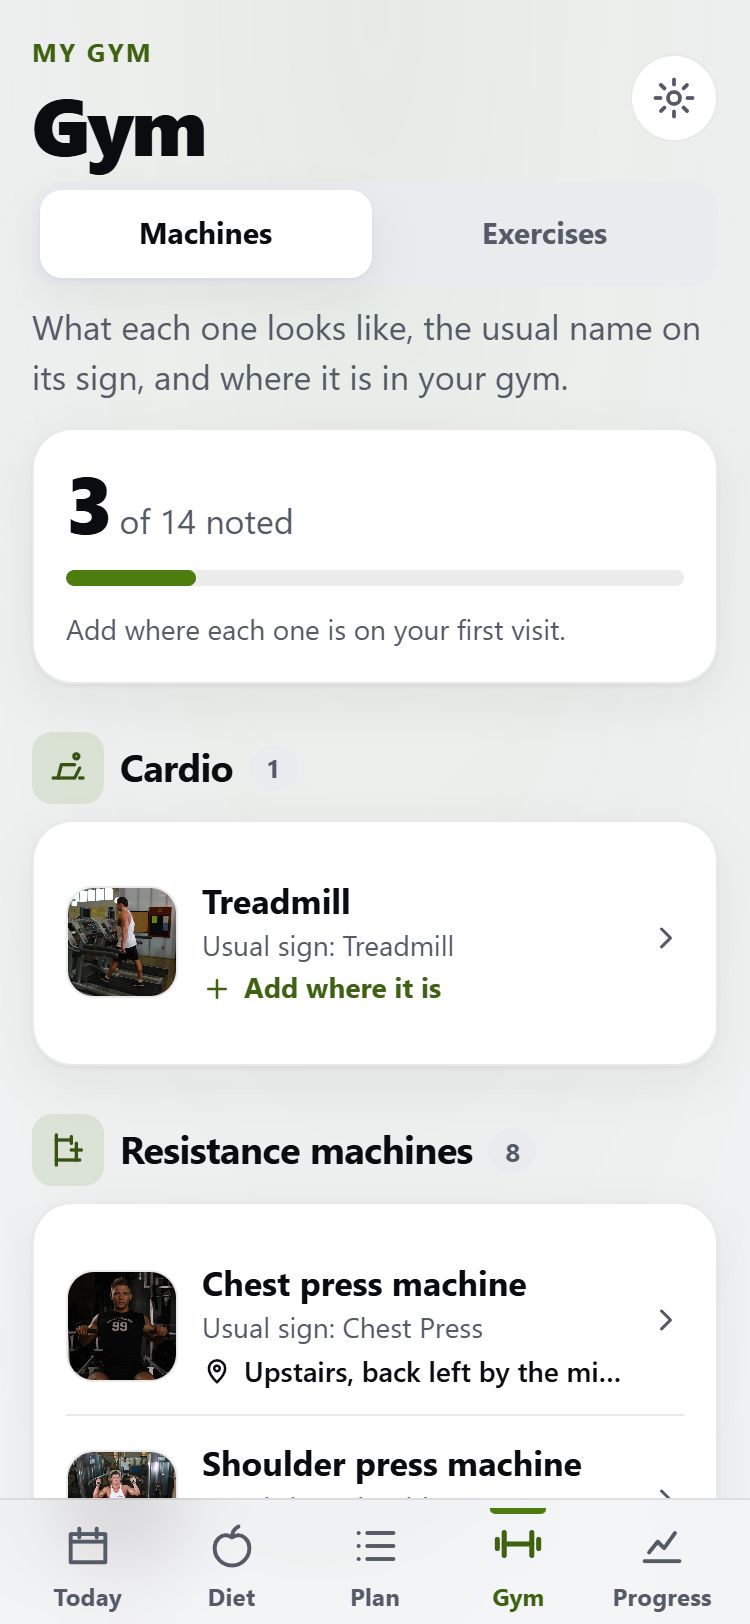 MY GYM
Gym
Machines
Exercises
What each one looks like, the usual name on
its sign, and where it is in your gym.
3 of 14 noted
Add where each one is on your first visit.
Cardio 1
Treadmill
Usual sign: Treadmill
+ Add where it is
Resistance machines 8
Chest press machine
99
Usual sign: Chest Press
Upstairs, back left by the mi...
Shoulder press machine
Today
Diet
Plan
Gym
Progress